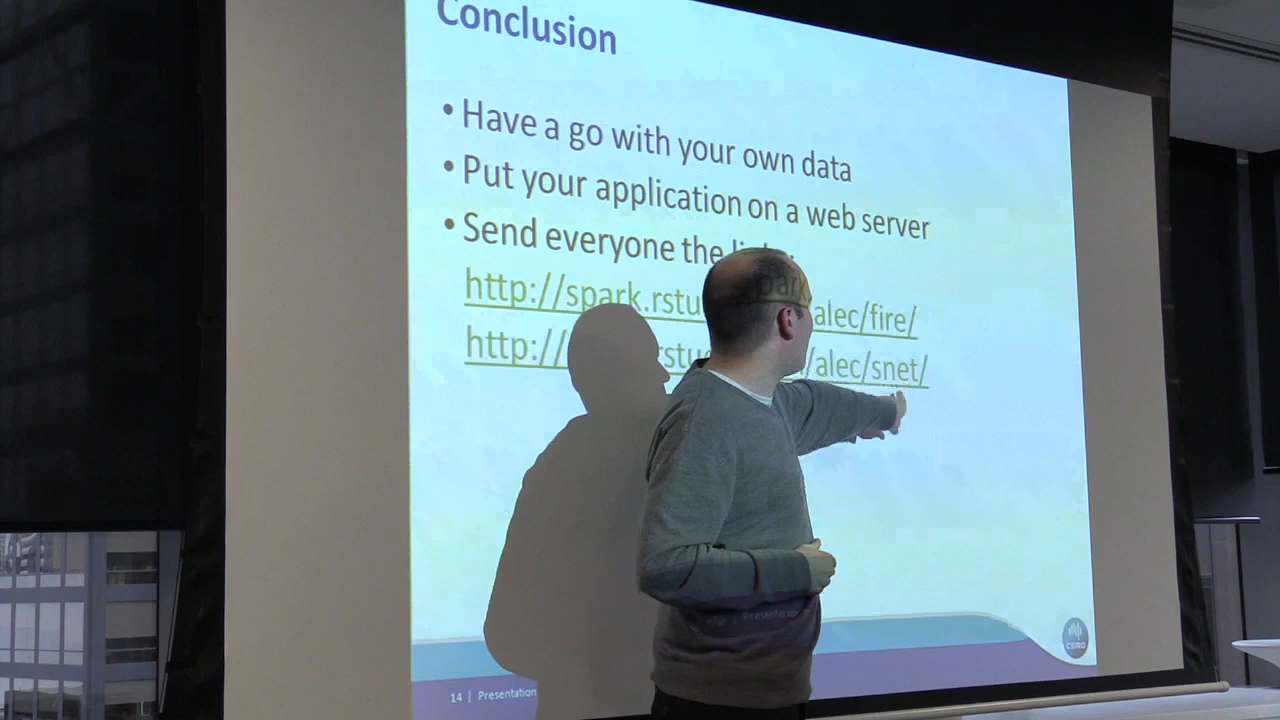 Conclusion
• Have a go with your own data
• Put your application on a web server
• Send everyone the
http://spark.rstu alec/fire/
http:// rstu /alec/snet/
14 | Presentation
CSIRO